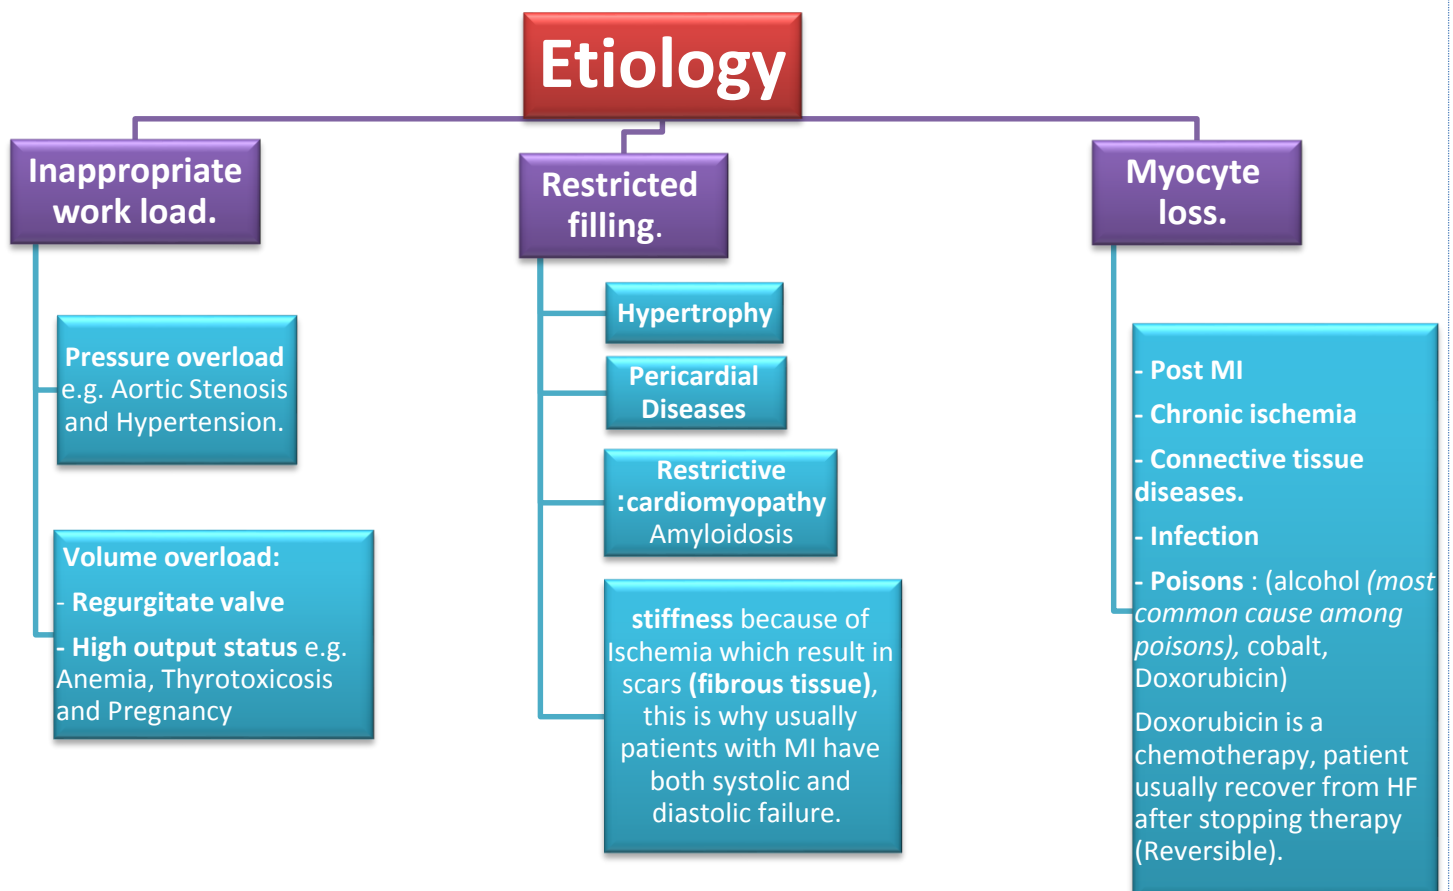 Etiology
Inappropriate
work load.
Pressure overload
e.g. Aortic Stenosis
and Hypertension.
Volume overload:
- Regurgitate valve
- High output status e.g.
Anemia, Thyrotoxicosis
and Pregnancy
Restricted
filling.
Hypertrophy
Pericardial
Diseases
Restrictive
:cardiomyopathy
Amyloidosis
stiffness because of
Ischemia which result in
scars (fibrous tissue),
this is why usually
patients with MI have
both systolic and
diastolic failure.
Myocyte
loss.
- Post MI
- Chronic ischemia
- Connective tissue
diseases.
- Infection
- Poisons : (alcohol (most
common cause among
poisons), cobalt,
Doxorubicin)
Doxorubicin is a
chemotherapy, patient
usually recover from HF
after stopping therapy
(Reversible).